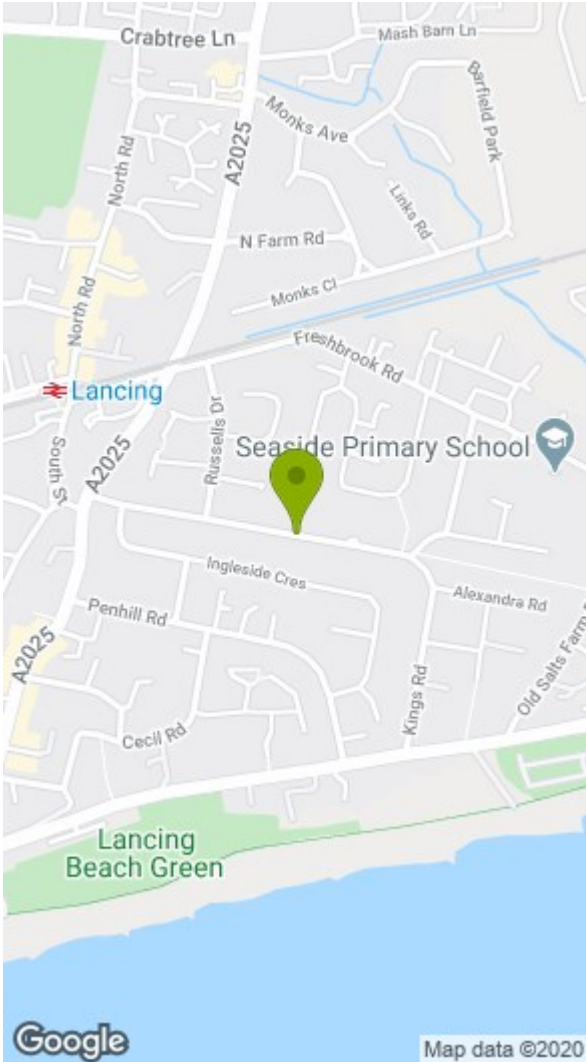 Crabtree Ln
Mash Barn Ln
Barfield Park
Monks Ave
A2025
North Rd
Links Rd
N Farm Rd
Monks Cl
North Rd
Freshbrook Rd
Lancing
Russells Dr
Seaside Primary School
South St
A2025
Ingleside Cres
Alexandra Rd
Penhill Rd
Old Salts Farm
A2025
Kings Rd
Cecil Rd
Lancing
Beach Green
Google
Map data ©2020